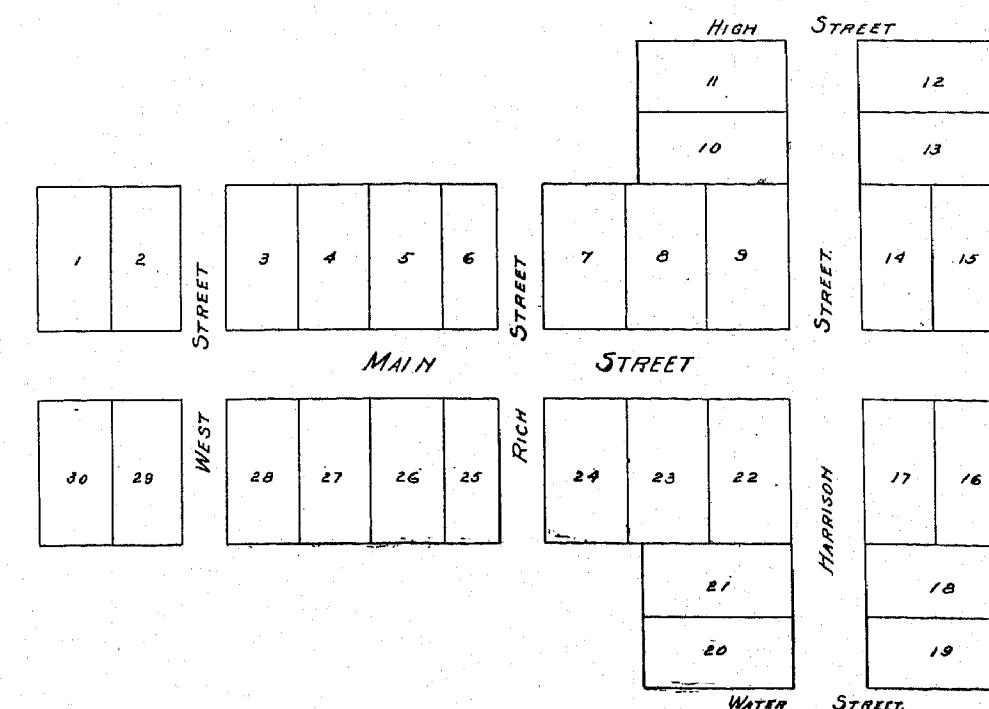 HIGH STREET
11 12
10 13
1 2 3 4 5 6 7 8 9 14 15
STREET STREET STREET.
MAIN STREET
WEST RICH HARRISON
30 29 28 27 26 25 24 23 22 17 16
21 18
20 19
WATER STREET.